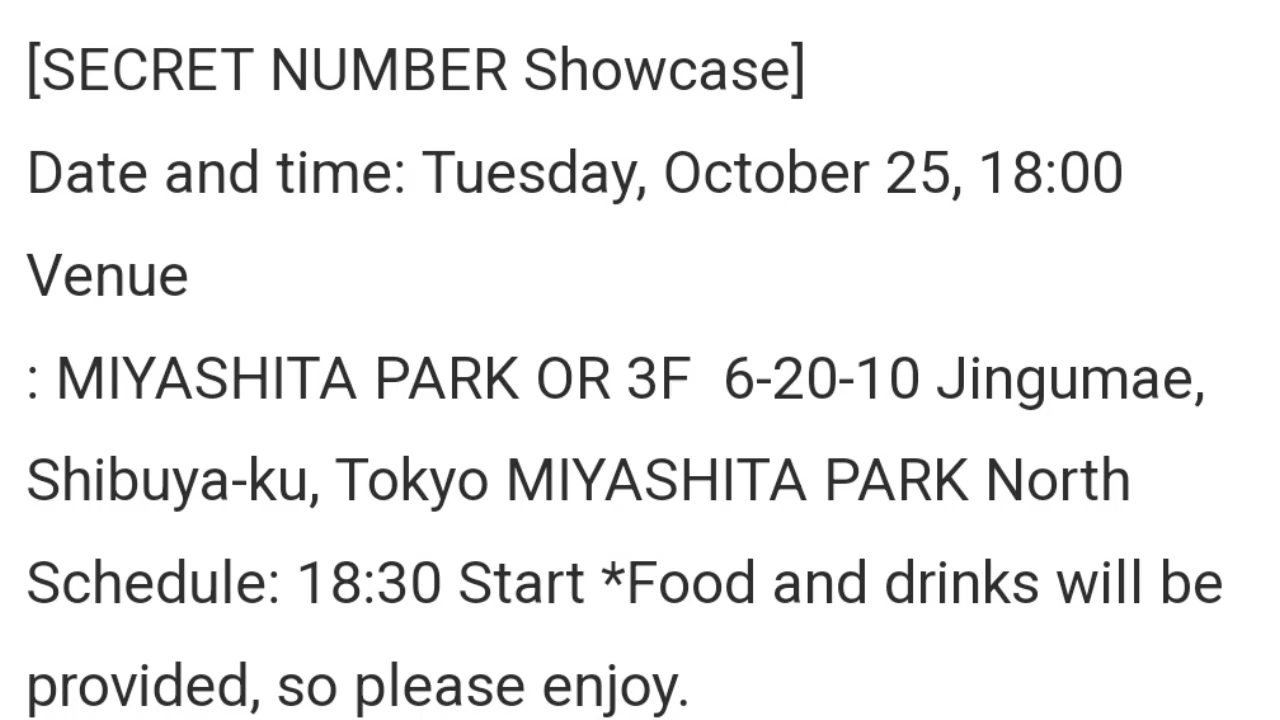 [SECRET NUMBER Showcase]
Date and time: Tuesday, October 25, 18:00
Venue
: MIYASHITA PARK OR 3F  6-20-10 Jingumae,
Shibuya-ku, Tokyo MIYASHITA PARK North
Schedule: 18:30 Start *Food and drinks will be
provided, so please enjoy.